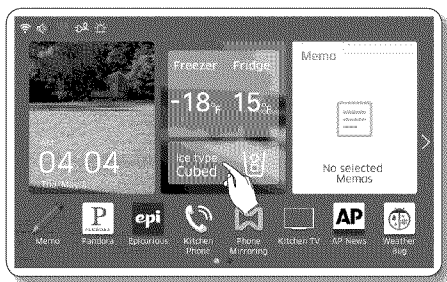 Freezer Fridge
-18°F 15°F
Ice type
Cubed
04 04
Memo
No selected
Memos
Memo
P
PANDORA
Pandora
epi
Epicurious
Kitchen
Phone
Phone
Mirroring
Kitchen TV
AP
AP News
Weather
Bug